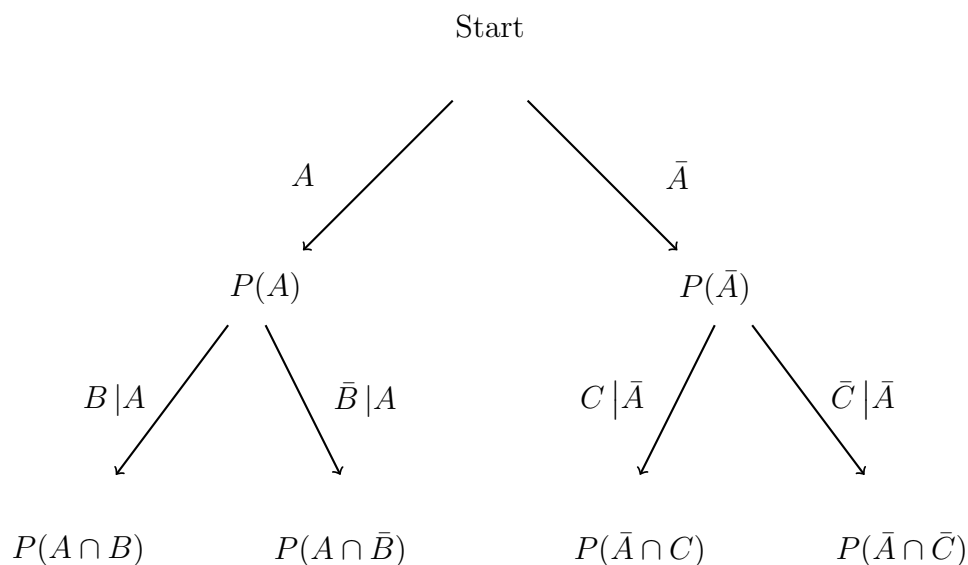 Start
A Ā
P(A) P(Ā)
B |A B̄ |A C |Ā C̄ |Ā
P(A ∩ B) P(A ∩ B̄) P(Ā ∩ C) P(Ā ∩ C̄)